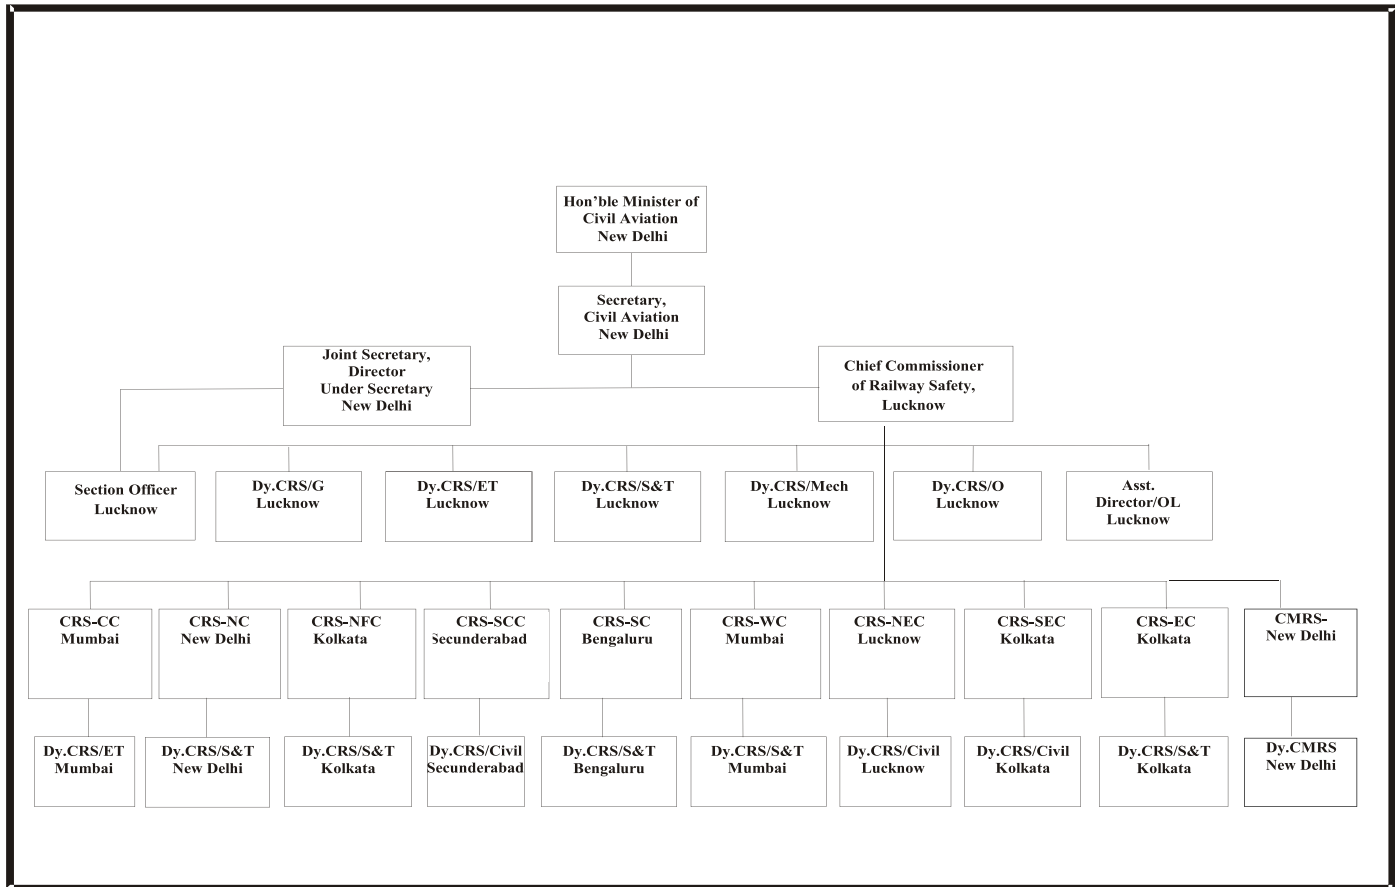 Hon'ble Minister of
Civil Aviation
New Delhi
Secretary,
Civil Aviation
New Delhi
Joint Secretary,
Director
Under Secretary
New Delhi
Chief Commissioner
of Railway Safety,
Lucknow
Section Officer
Lucknow
Dy.CRS/G
Lucknow
Dy.CRS/ET
Lucknow
Dy.CRS/S&T
Lucknow
Dy.CRS/Mech
Lucknow
Dy.CRS/O
Lucknow
Asst.
Director/OL
Lucknow
CRS-CC
Mumbai
CRS-NC
New Delhi
CRS-NFC
Kolkata
CRS-SCC
Secunderabad
CRS-SC
Bengaluru
CRS-WC
Mumbai
CRS-NEC
Lucknow
CRS-SEC
Kolkata
CRS-EC
Kolkata
CMRS-
New Delhi
Dy.CRS/ET
Mumbai
Dy.CRS/S&T
New Delhi
Dy.CRS/S&T
Kolkata
Dy.CRS/Civil
Secunderabad
Dy.CRS/S&T
Bengaluru
Dy.CRS/S&T
Mumbai
Dy.CRS/Civil
Lucknow
Dy.CRS/Civil
Kolkata
Dy.CRS/S&T
Kolkata
Dy.CMRS
New Delhi